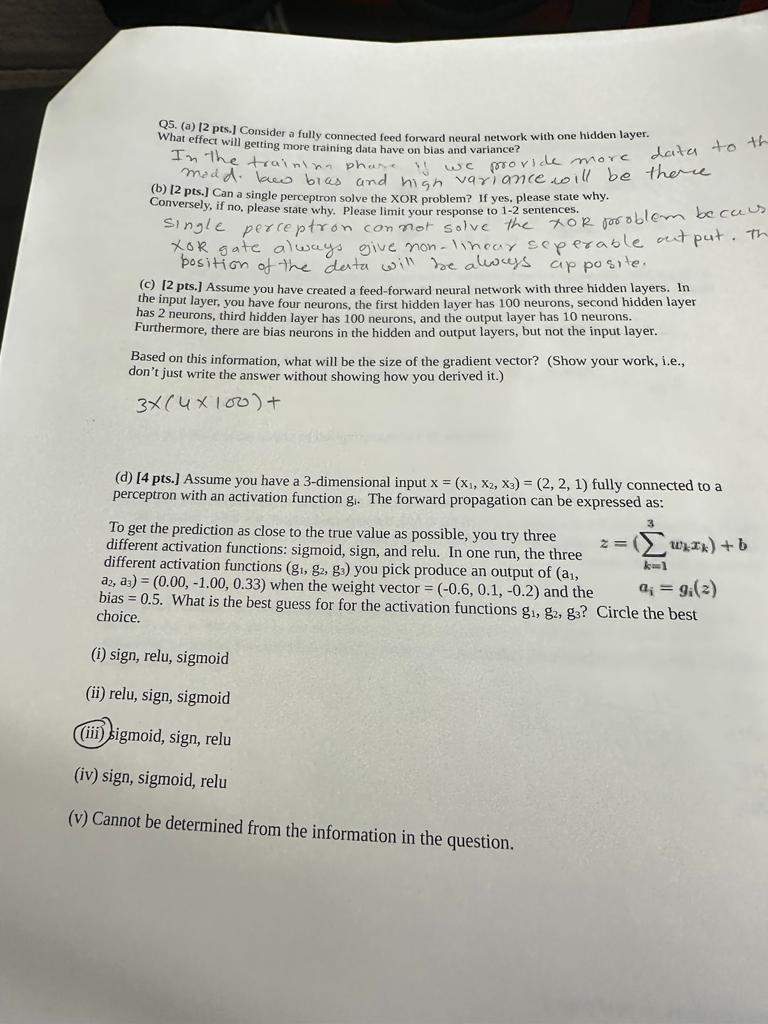 Q5. (a) [2 pts.] Consider a fully connected feed forward neural network with one hidden layer.
What effect will getting more training data have on bias and variance?
In the training phase if we provide more data to th
model. low bias and high variance will be there
(b) [2 pts.] Can a single perceptron solve the XOR problem? If yes, please state why.
Conversely, if no, please state why. Please limit your response to 1-2 sentences.
Single perceptron can not solve the XOR problem becaus
XOR gate always give non-linear seperable output. Th
position of the data will be always apposite.
(c) [2 pts.] Assume you have created a feed-forward neural network with three hidden layers. In
the input layer, you have four neurons, the first hidden layer has 100 neurons, second hidden layer
has 2 neurons, third hidden layer has 100 neurons, and the output layer has 10 neurons.
Furthermore, there are bias neurons in the hidden and output layers, but not the input layer.
Based on this information, what will be the size of the gradient vector? (Show your work, i.e.,
don't just write the answer without showing how you derived it.)
3×(4×100)+
(d) [4 pts.] Assume you have a 3-dimensional input x = (x₁, x₂, x₃) = (2, 2, 1) fully connected to a
perceptron with an activation function gᵢ. The forward propagation can be expressed as:
To get the prediction as close to the true value as possible, you try three
different activation functions: sigmoid, sign, and relu. In one run, the three
different activation functions (g₁, g₂, g₃) you pick produce an output of (a₁,
a₂, a₃) = (0.00, -1.00, 0.33) when the weight vector = (-0.6, 0.1, -0.2) and the
bias = 0.5. What is the best guess for for the activation functions g₁, g₂, g₃? Circle the best
choice.
z = (∑ₖ₌₁³ wₖxₖ) + b
aᵢ = gᵢ(z)
(i) sign, relu, sigmoid
(ii) relu, sign, sigmoid
(iii) sigmoid, sign, relu
(iv) sign, sigmoid, relu
(v) Cannot be determined from the information in the question.